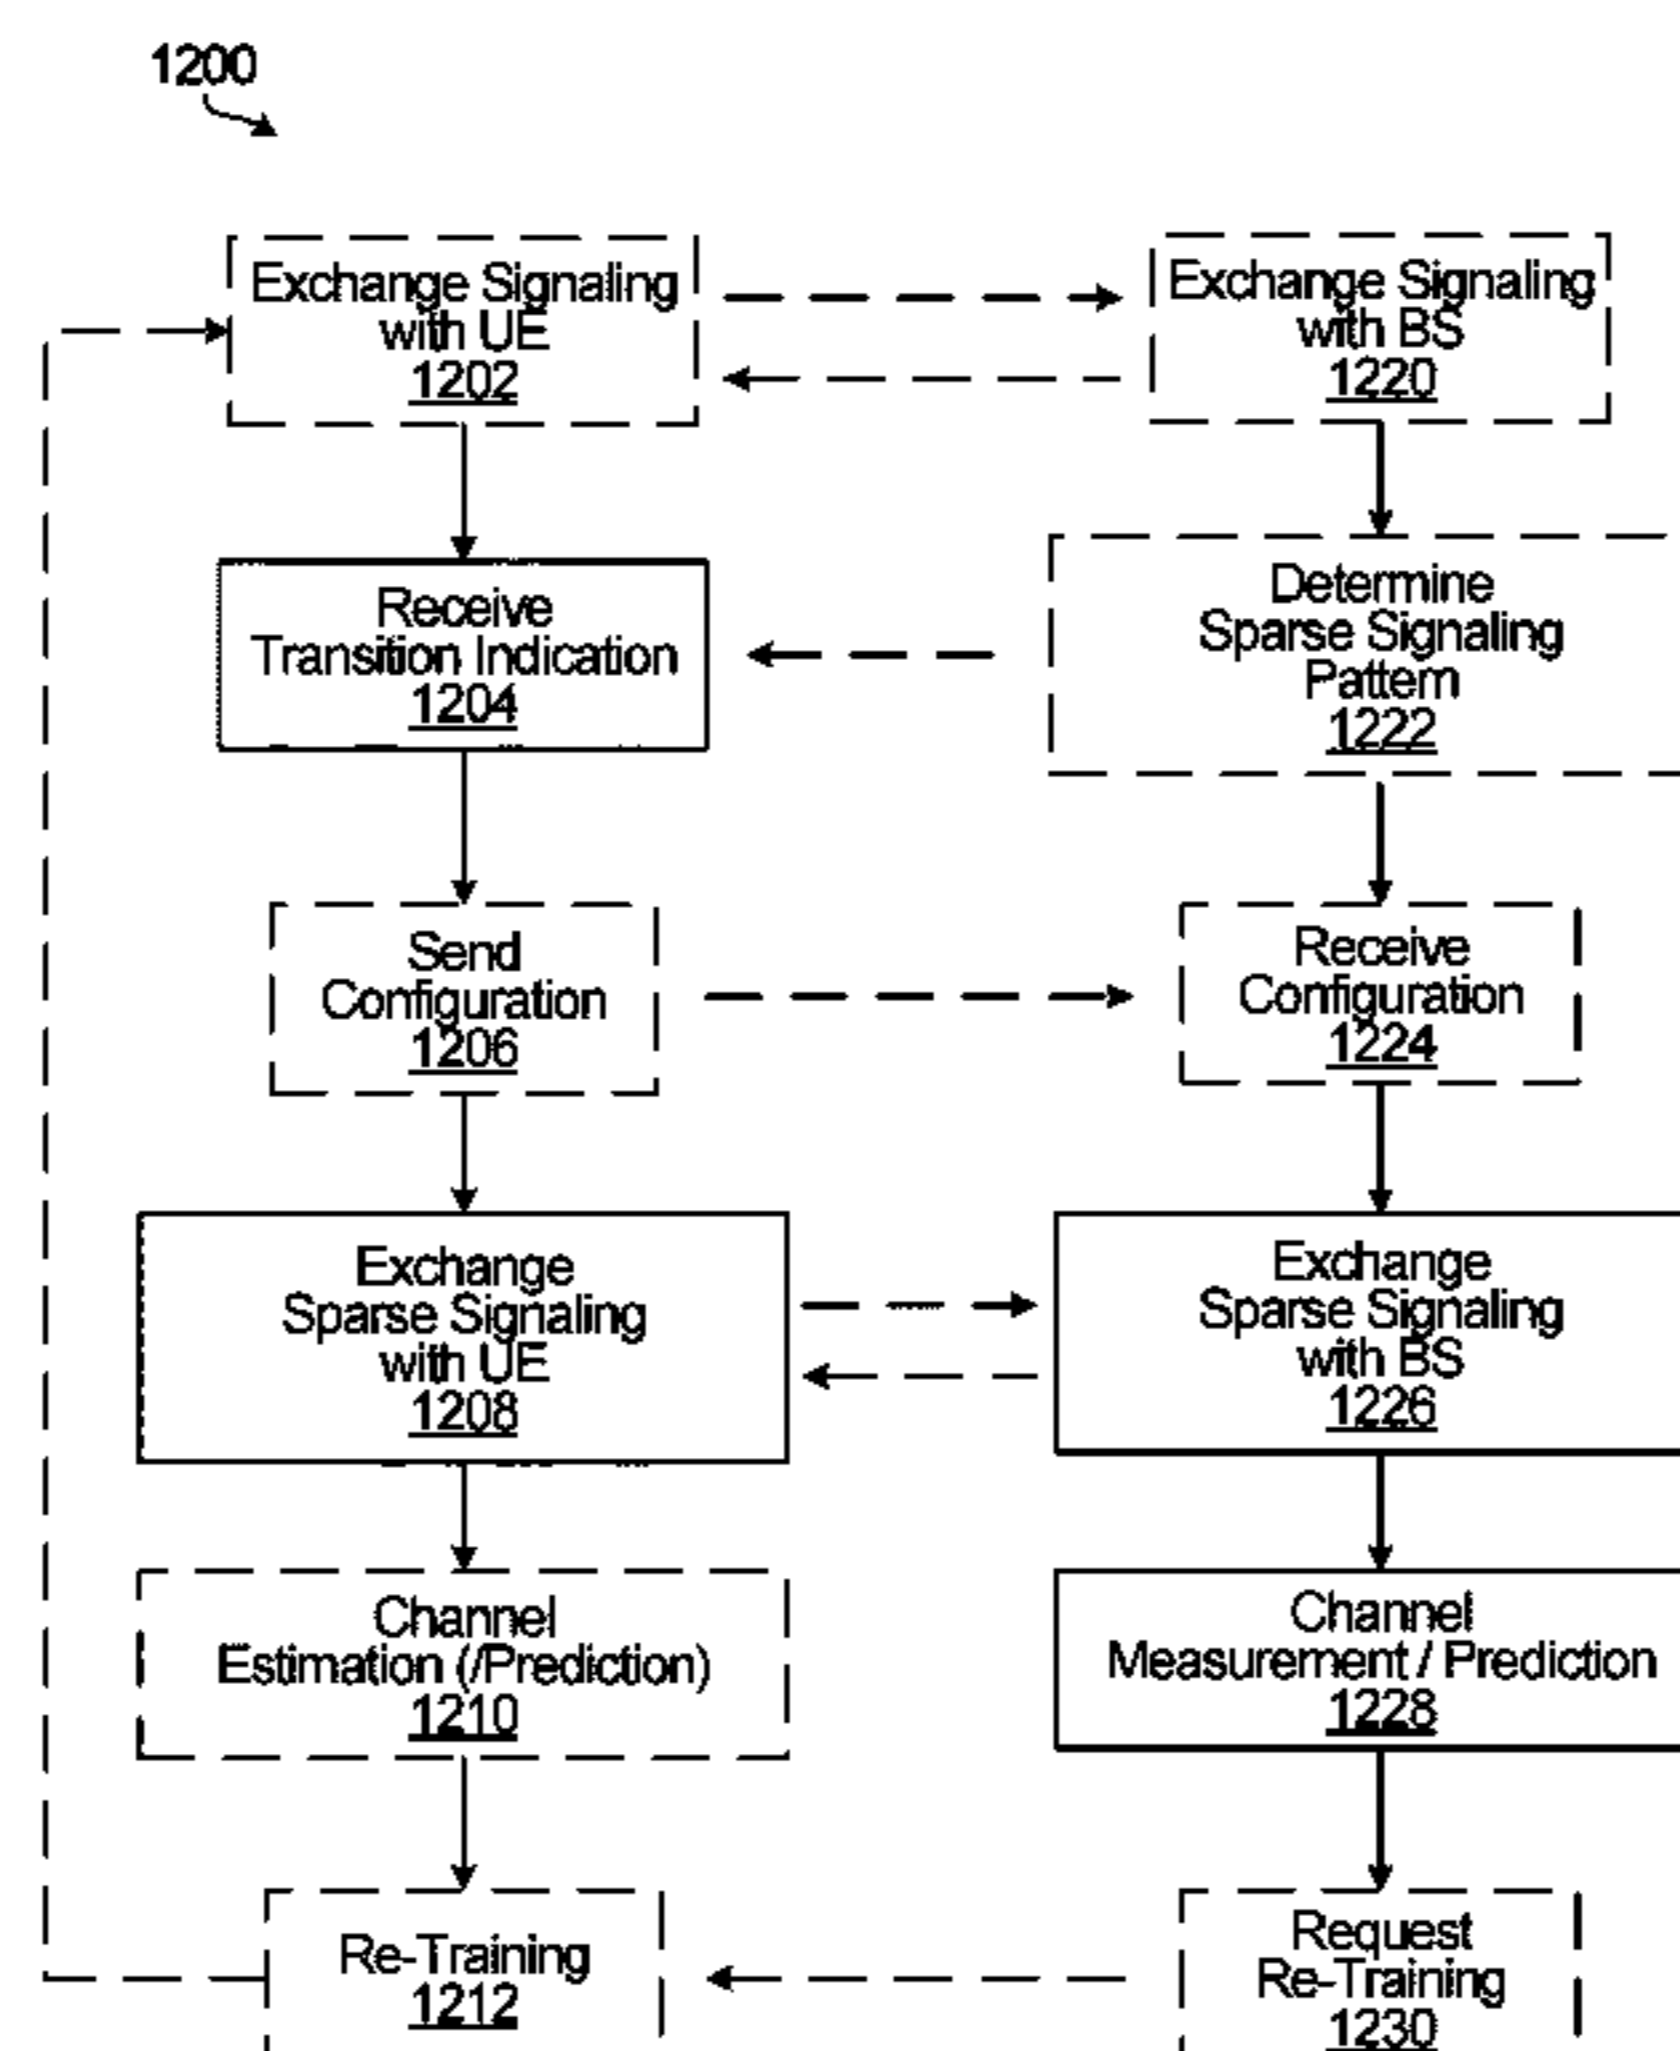 1200
Exchange Signaling
with UE
1202
Exchange Signaling
with BS
1220
Receive
Transition Indication
1204
Determine
Sparse Signaling
Pattern
1222
Send
Configuration
1206
Receive
Configuration
1224
Exchange
Sparse Signaling
with UE
1208
Exchange
Sparse Signaling
with BS
1226
Channel
Estimation (/Prediction)
1210
Channel
Measurement / Prediction
1228
Re-Training
1212
Request
Re-Training
1230